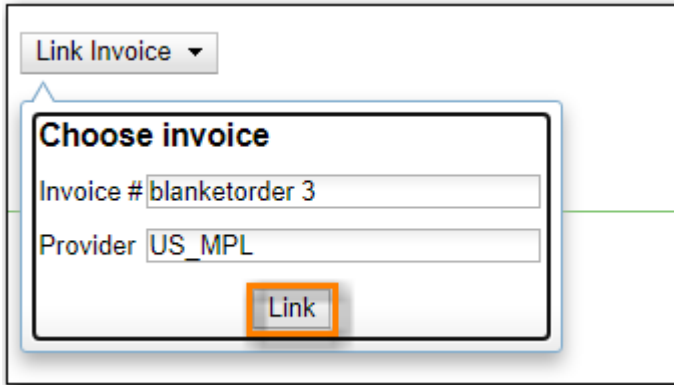 Link Invoice
Choose invoice
Invoice # blanketorder 3
Provider US_MPL
Link